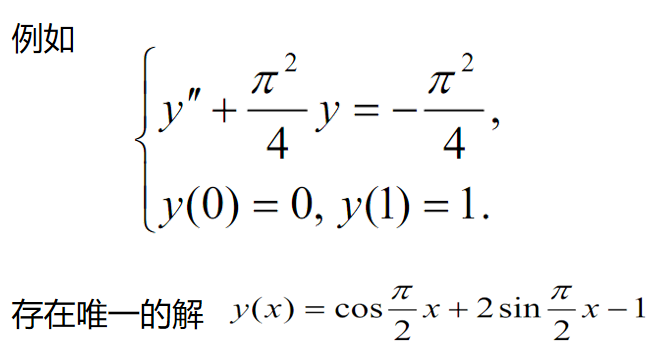 例如
y″ + π²/4 y = −π²/4,
y(0) = 0, y(1) = 1.
存在唯一的解 y(x) = cos π/2 x + 2 sin π/2 x − 1